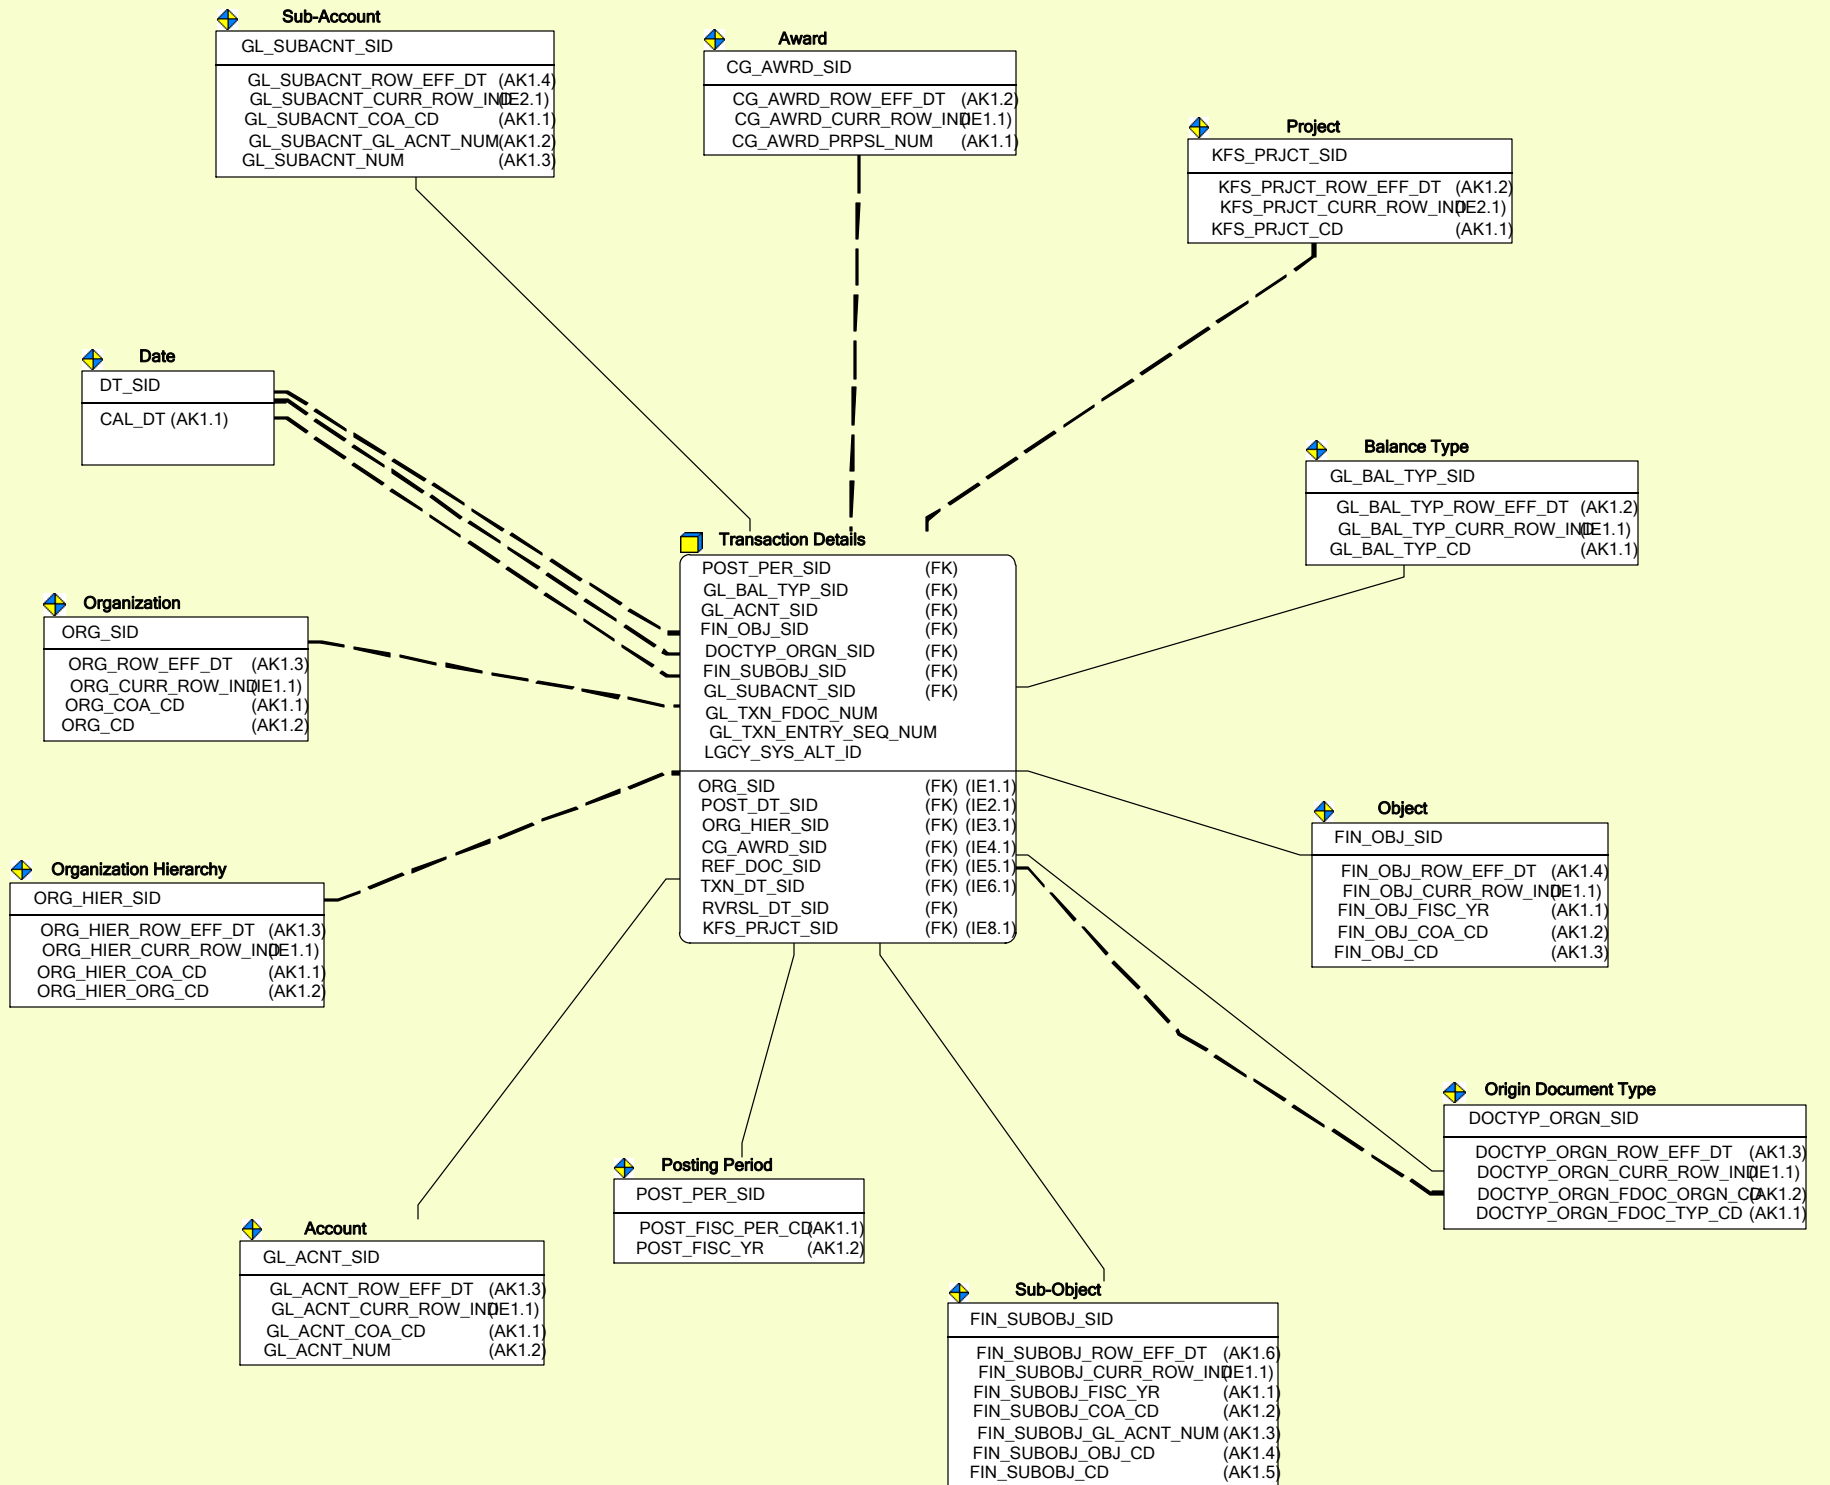 Sub-Account
GL_SUBACNT_SID
GL_SUBACNT_ROW_EFF_DT (AK1.4)
GL_SUBACNT_CURR_ROW_IND(IE2.1)
GL_SUBACNT_COA_CD (AK1.1)
GL_SUBACNT_GL_ACNT_NUM(AK1.2)
GL_SUBACNT_NUM (AK1.3)
Award
CG_AWRD_SID
CG_AWRD_ROW_EFF_DT (AK1.2)
CG_AWRD_CURR_ROW_IND(IE1.1)
CG_AWRD_PRPSL_NUM (AK1.1)
Project
KFS_PRJCT_SID
KFS_PRJCT_ROW_EFF_DT (AK1.2)
KFS_PRJCT_CURR_ROW_IND(IE2.1)
KFS_PRJCT_CD (AK1.1)
Date
DT_SID
CAL_DT (AK1.1)
Balance Type
GL_BAL_TYP_SID
GL_BAL_TYP_ROW_EFF_DT (AK1.2)
GL_BAL_TYP_CURR_ROW_IND(IE1.1)
GL_BAL_TYP_CD (AK1.1)
Transaction Details
POST_PER_SID (FK)
GL_BAL_TYP_SID (FK)
GL_ACNT_SID (FK)
FIN_OBJ_SID (FK)
DOCTYP_ORGN_SID (FK)
FIN_SUBOBJ_SID (FK)
GL_SUBACNT_SID (FK)
GL_TXN_FDOC_NUM
GL_TXN_ENTRY_SEQ_NUM
LGCY_SYS_ALT_ID
ORG_SID (FK) (IE1.1)
POST_DT_SID (FK) (IE2.1)
ORG_HIER_SID (FK) (IE3.1)
CG_AWRD_SID (FK) (IE4.1)
REF_DOC_SID (FK) (IE5.1)
TXN_DT_SID (FK) (IE6.1)
RVRSL_DT_SID (FK)
KFS_PRJCT_SID (FK) (IE8.1)
Organization
ORG_SID
ORG_ROW_EFF_DT (AK1.3)
ORG_CURR_ROW_IND(IE1.1)
ORG_COA_CD (AK1.1)
ORG_CD (AK1.2)
Object
FIN_OBJ_SID
FIN_OBJ_ROW_EFF_DT (AK1.4)
FIN_OBJ_CURR_ROW_IND(IE1.1)
FIN_OBJ_FISC_YR (AK1.1)
FIN_OBJ_COA_CD (AK1.2)
FIN_OBJ_CD (AK1.3)
Organization Hierarchy
ORG_HIER_SID
ORG_HIER_ROW_EFF_DT (AK1.3)
ORG_HIER_CURR_ROW_IND(IE1.1)
ORG_HIER_COA_CD (AK1.1)
ORG_HIER_ORG_CD (AK1.2)
Origin Document Type
DOCTYP_ORGN_SID
DOCTYP_ORGN_ROW_EFF_DT (AK1.3)
DOCTYP_ORGN_CURR_ROW_IND(IE1.1)
DOCTYP_ORGN_FDOC_ORGN_CD(AK1.2)
DOCTYP_ORGN_FDOC_TYP_CD (AK1.1)
Posting Period
POST_PER_SID
POST_FISC_PER_CD(AK1.1)
POST_FISC_YR (AK1.2)
Account
GL_ACNT_SID
GL_ACNT_ROW_EFF_DT (AK1.3)
GL_ACNT_CURR_ROW_IND(IE1.1)
GL_ACNT_COA_CD (AK1.1)
GL_ACNT_NUM (AK1.2)
Sub-Object
FIN_SUBOBJ_SID
FIN_SUBOBJ_ROW_EFF_DT (AK1.6)
FIN_SUBOBJ_CURR_ROW_IND(IE1.1)
FIN_SUBOBJ_FISC_YR (AK1.1)
FIN_SUBOBJ_COA_CD (AK1.2)
FIN_SUBOBJ_GL_ACNT_NUM (AK1.3)
FIN_SUBOBJ_OBJ_CD (AK1.4)
FIN_SUBOBJ_CD (AK1.5)